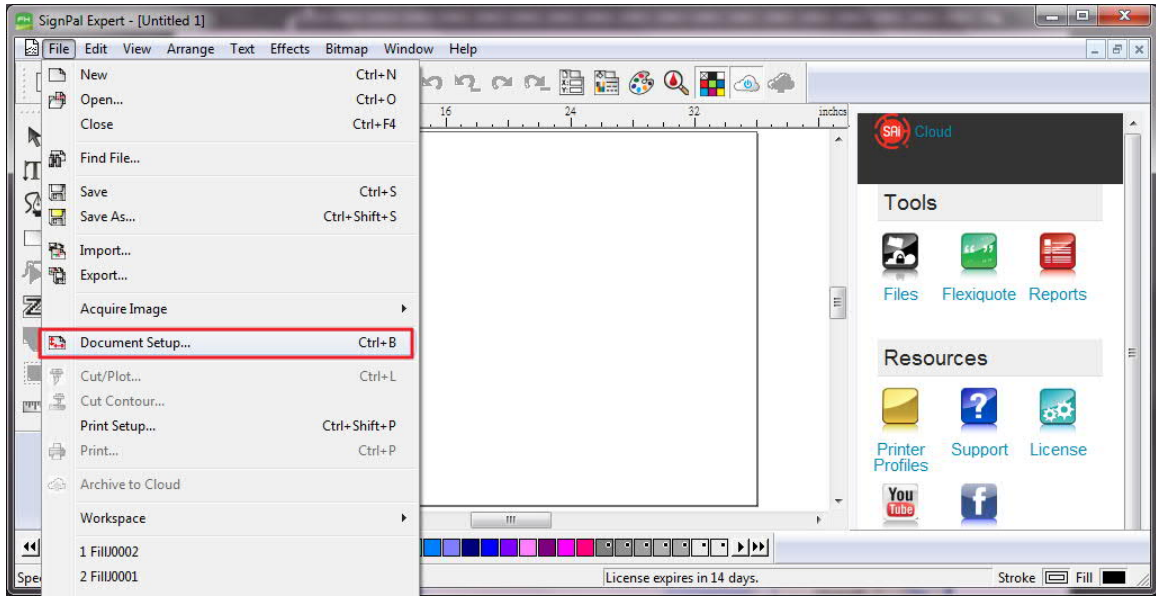 SignPal Expert - [Untitled 1]
File Edit View Arrange Text Effects Bitmap Window Help
New Ctrl+N
Open... Ctrl+O
Close Ctrl+F4
Find File...
Save Ctrl+S
Save As... Ctrl+Shift+S
Import...
Export...
Acquire Image
Document Setup... Ctrl+B
Cut/Plot... Ctrl+L
Cut Contour...
Print Setup... Ctrl+Shift+P
Print... Ctrl+P
Archive to Cloud
Workspace
1 FillJ0002
2 FillJ0001
16 24 32 inches
SAi Cloud
Tools
Files Flexiquote Reports
Resources
Printer Profiles Support License
You Tube
License expires in 14 days.
Stroke Fill